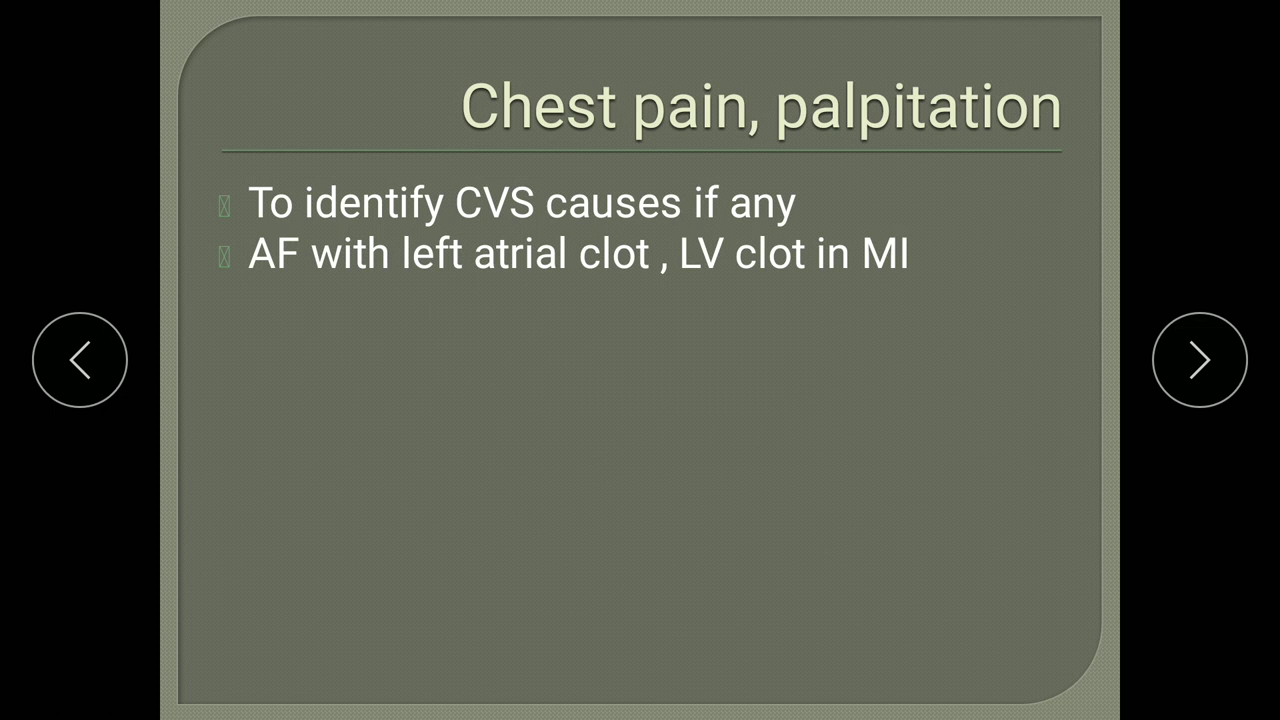 Chest pain, palpitation
To identify CVS causes if any
AF with left atrial clot , LV clot in MI